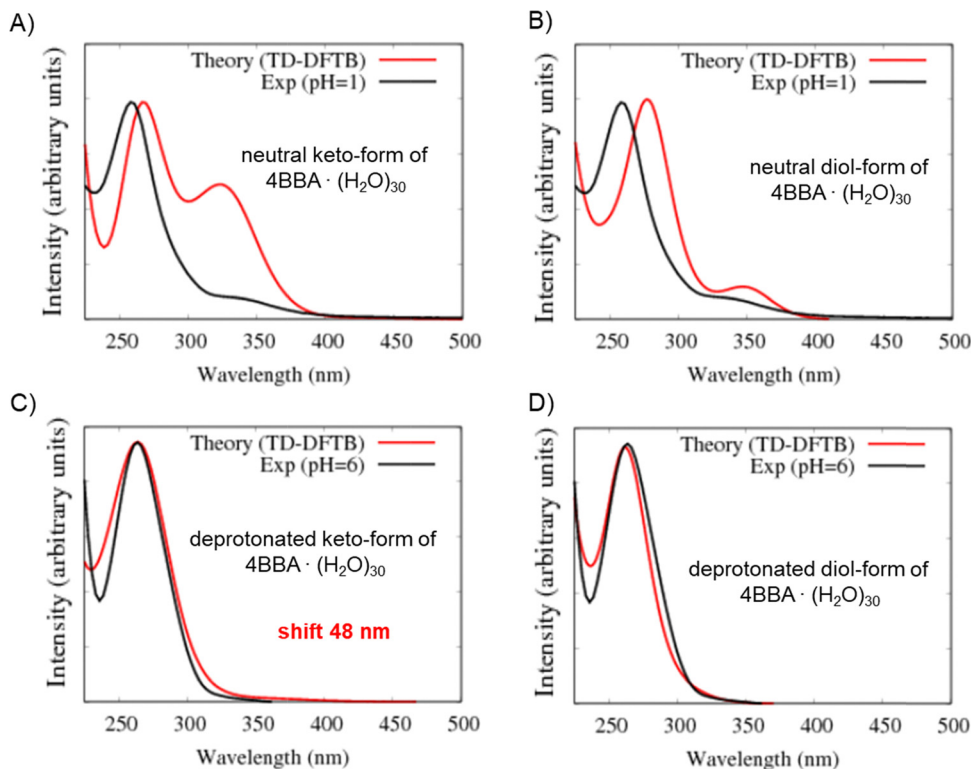 A)
Intensity (arbitrary units)
Theory (TD-DFTB)
Exp (pH=1)
neutral keto-form of
4BBA · (H₂O)₃₀
250 300 350 400 450 500
Wavelength (nm)
B)
Intensity (arbitrary units)
Theory (TD-DFTB)
Exp (pH=1)
neutral diol-form of
4BBA · (H₂O)₃₀
250 300 350 400 450 500
Wavelength (nm)
C)
Intensity (arbitrary units)
Theory (TD-DFTB)
Exp (pH=6)
deprotonated keto-form of
4BBA · (H₂O)₃₀
shift 48 nm
250 300 350 400 450 500
Wavelength (nm)
D)
Intensity (arbitrary units)
Theory (TD-DFTB)
Exp (pH=6)
deprotonated diol-form of
4BBA · (H₂O)₃₀
250 300 350 400 450 500
Wavelength (nm)